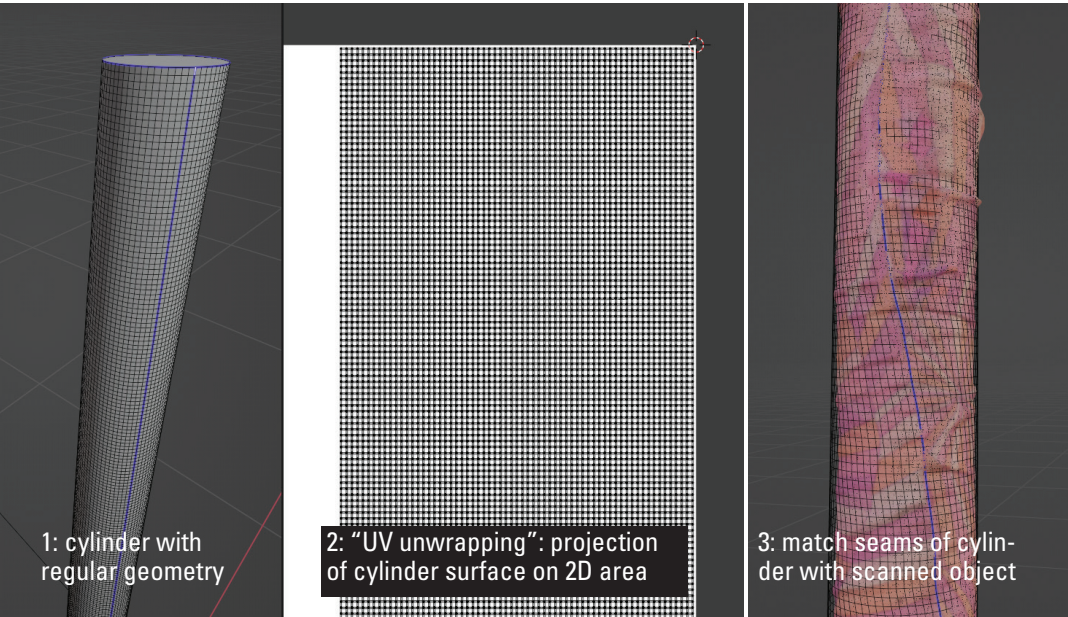 1: cylinder with
regular geometry
2: “UV unwrapping”: projection
of cylinder surface on 2D area
3: match seams of cylin-
der with scanned object